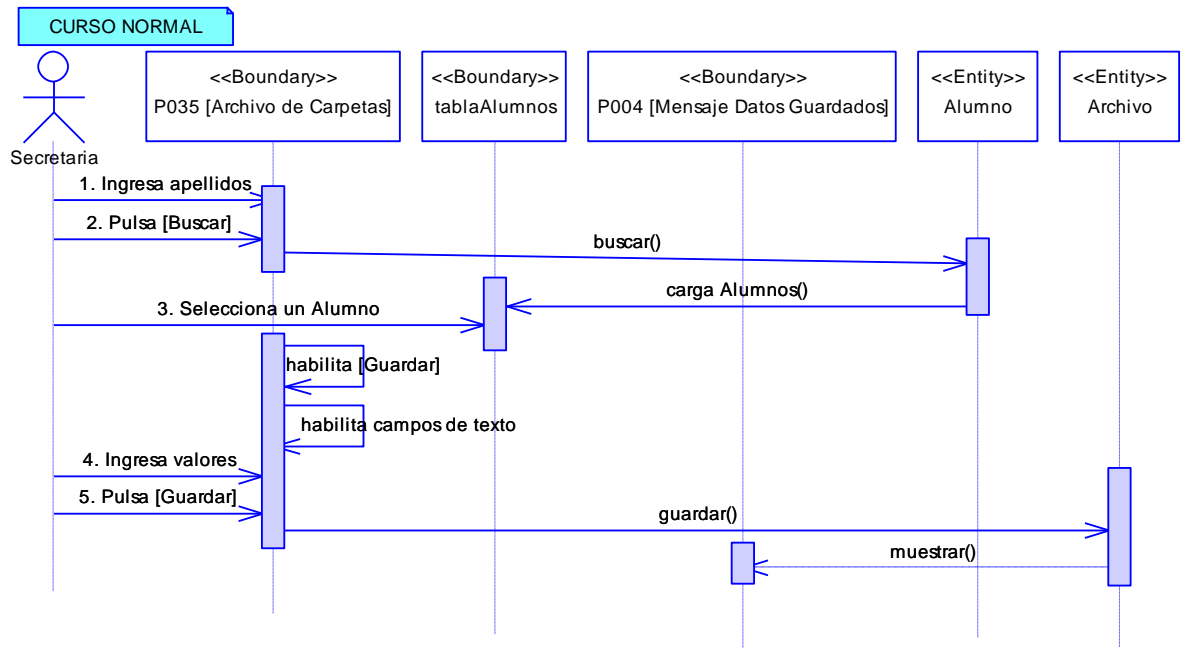 CURSO NORMAL
<<Boundary>>
P035 [Archivo de Carpetas]
<<Boundary>>
tablaAlumnos
<<Boundary>>
P004 [Mensaje Datos Guardados]
<<Entity>>
Alumno
<<Entity>>
Archivo
Secretaria
1. Ingresa apellidos
2. Pulsa [Buscar]
buscar()
carga Alumnos()
3. Selecciona un Alumno
habilita [Guardar]
habilita campos de texto
4. Ingresa valores
5. Pulsa [Guardar]
guardar()
muestrar()